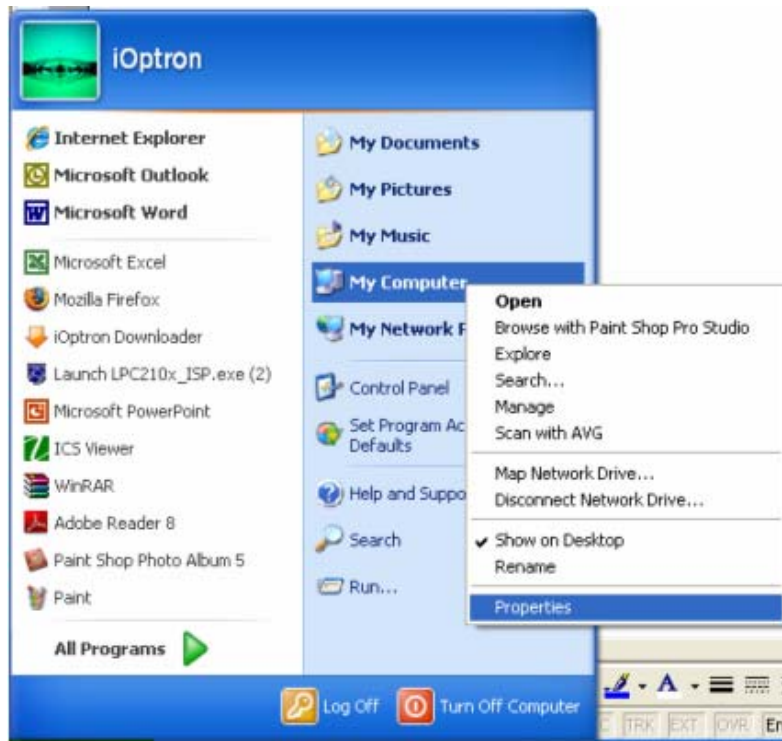 iOptron
Internet Explorer
Microsoft Outlook
Microsoft Word
Microsoft Excel
Mozilla Firefox
iOptron Downloader
Launch LPC210x_ISP.exe (2)
Microsoft PowerPoint
ICS Viewer
WinRAR
Adobe Reader 8
Paint Shop Photo Album 5
Paint
All Programs
My Documents
My Pictures
My Music
My Computer
My Network P
Control Panel
Set Program Ac
Defaults
Help and Suppo
Search
Run...
Open
Browse with Paint Shop Pro Studio
Explore
Search...
Manage
Scan with AVG
Map Network Drive...
Disconnect Network Drive...
Show on Desktop
Rename
Properties
Log Off
Turn Off Computer
TRK EXT OVR